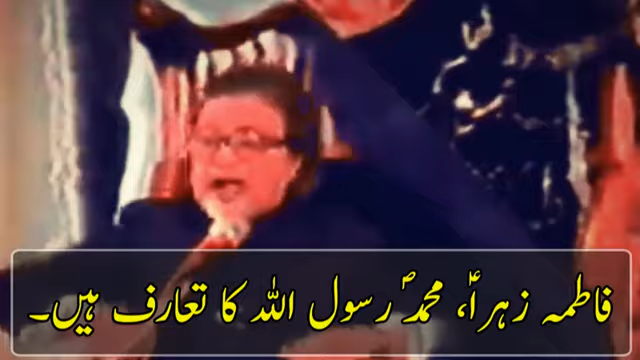 فاطمہ زہراؑ، محمدؐ رسول اللہ کا تعارف ہیں۔